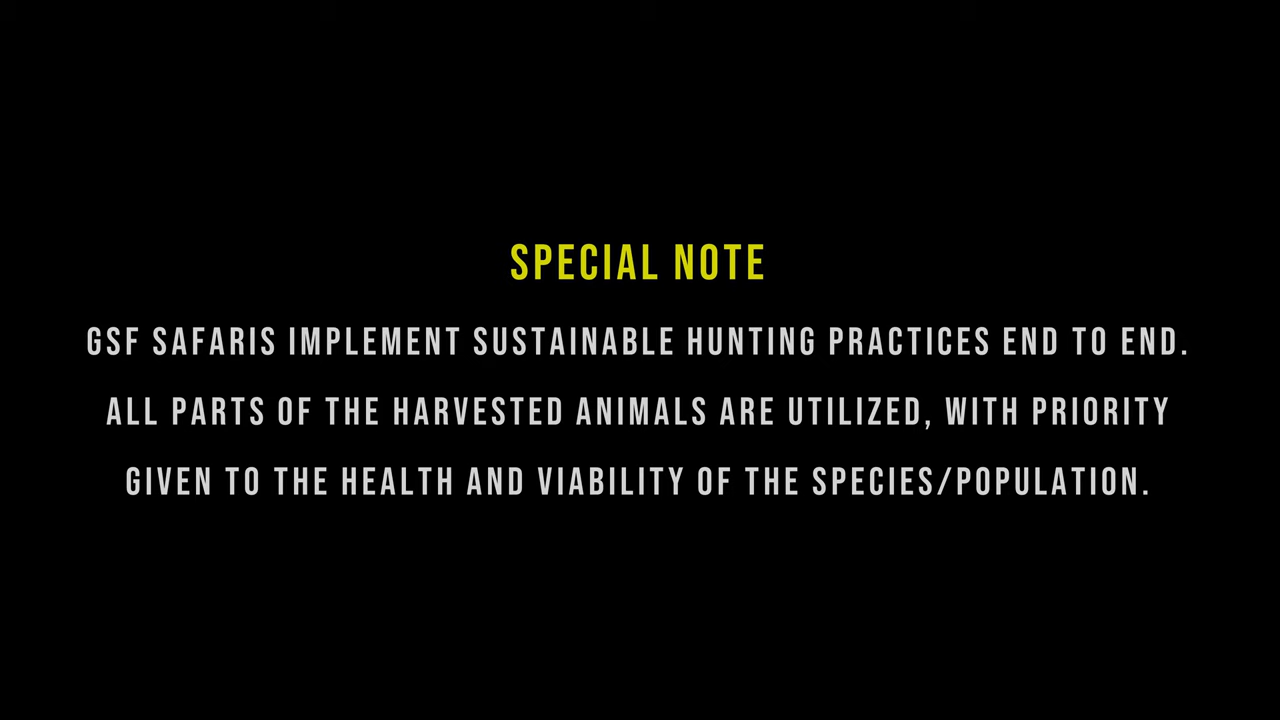 SPECIAL NOTE
GSF SAFARIS IMPLEMENT SUSTAINABLE HUNTING PRACTICES END TO END.
ALL PARTS OF THE HARVESTED ANIMALS ARE UTILIZED, WITH PRIORITY
GIVEN TO THE HEALTH AND VIABILITY OF THE SPECIES/POPULATION.